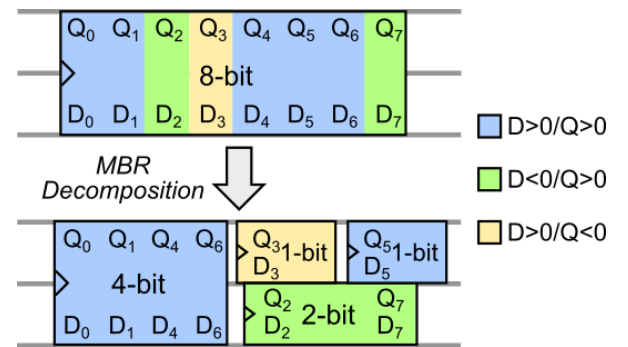 Q₀ Q₁ Q₂ Q₃ Q₄ Q₅ Q₆ Q₇
8-bit
D₀ D₁ D₂ D₃ D₄ D₅ D₆ D₇
MBR
Decomposition
D>0/Q>0
D<0/Q>0
D>0/Q<0
Q₀ Q₁ Q₄ Q₆
4-bit
D₀ D₁ D₄ D₆
Q₃ 1-bit
D₃
Q₅ 1-bit
D₅
Q₂ Q₇
2-bit
D₂ D₇